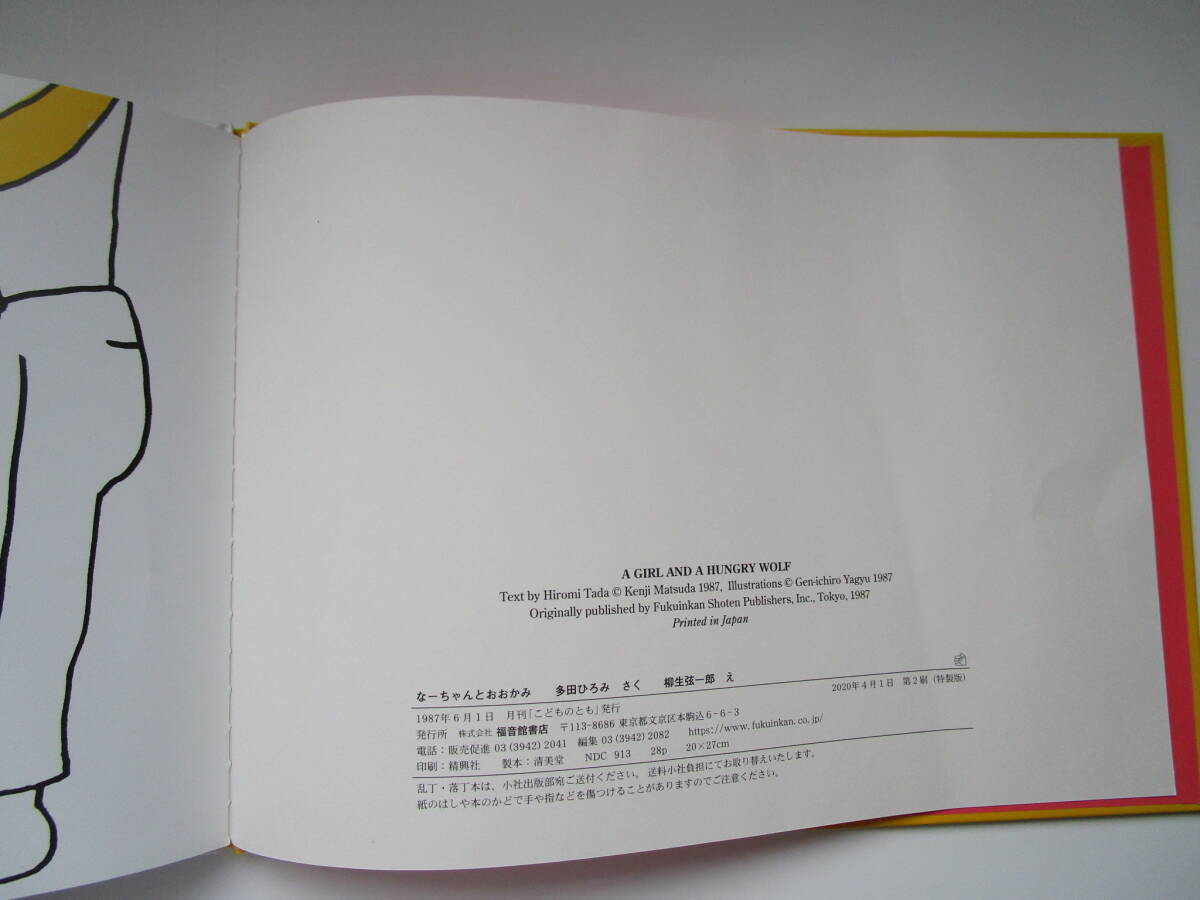 A GIRL AND A HUNGRY WOLF
Text by Hiromi Tada © Kenji Matsuda 1987, Illustrations © Gen-ichiro Yagyu 1987
Originally published by Fukuinkan Shoten Publishers, Inc., Tokyo, 1987
Printed in Japan
なーちゃんとおおかみ 多田ひろみ さく 柳生弦一郎 え
1987年6月1日 月刊「こどものとも」発行 2020年4月1日 第2刷(特製版)
発行所 株式会社 福音館書店 〒113-8686 東京都文京区本駒込6-6-3
電話:販売促進 03(3942)2041 編集 03(3942)2082 https://www.fukuinkan.co.jp/
印刷:精興社 製本:清美堂 NDC 913 28p 20×27cm
乱丁・落丁本は、小社出版部宛ご送付ください。送料小社負担にてお取り替えいたします。
紙のはしや本のかどで手や指などを傷つけることがありますのでご注意ください。